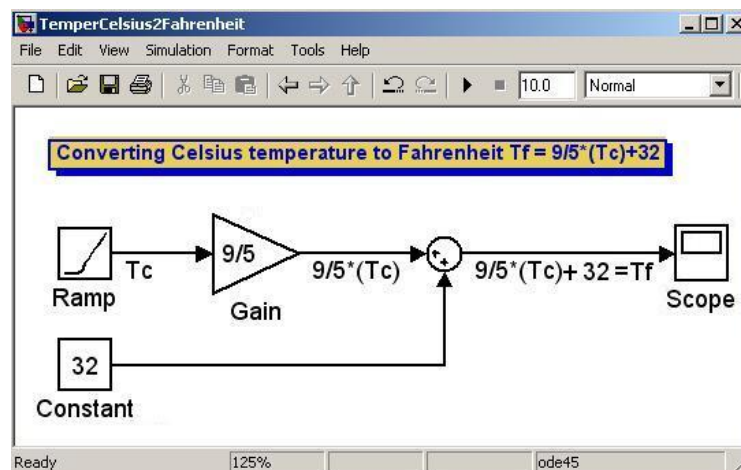 TemperCelsius2Fahrenheit
File Edit View Simulation Format Tools Help
10.0 Normal
Converting Celsius temperature to Fahrenheit Tf = 9/5*(Tc)+32
9/5
Tc 9/5*(Tc) 9/5*(Tc)+ 32 =Tf
Ramp Gain Scope
32
Constant
Ready 125% ode45